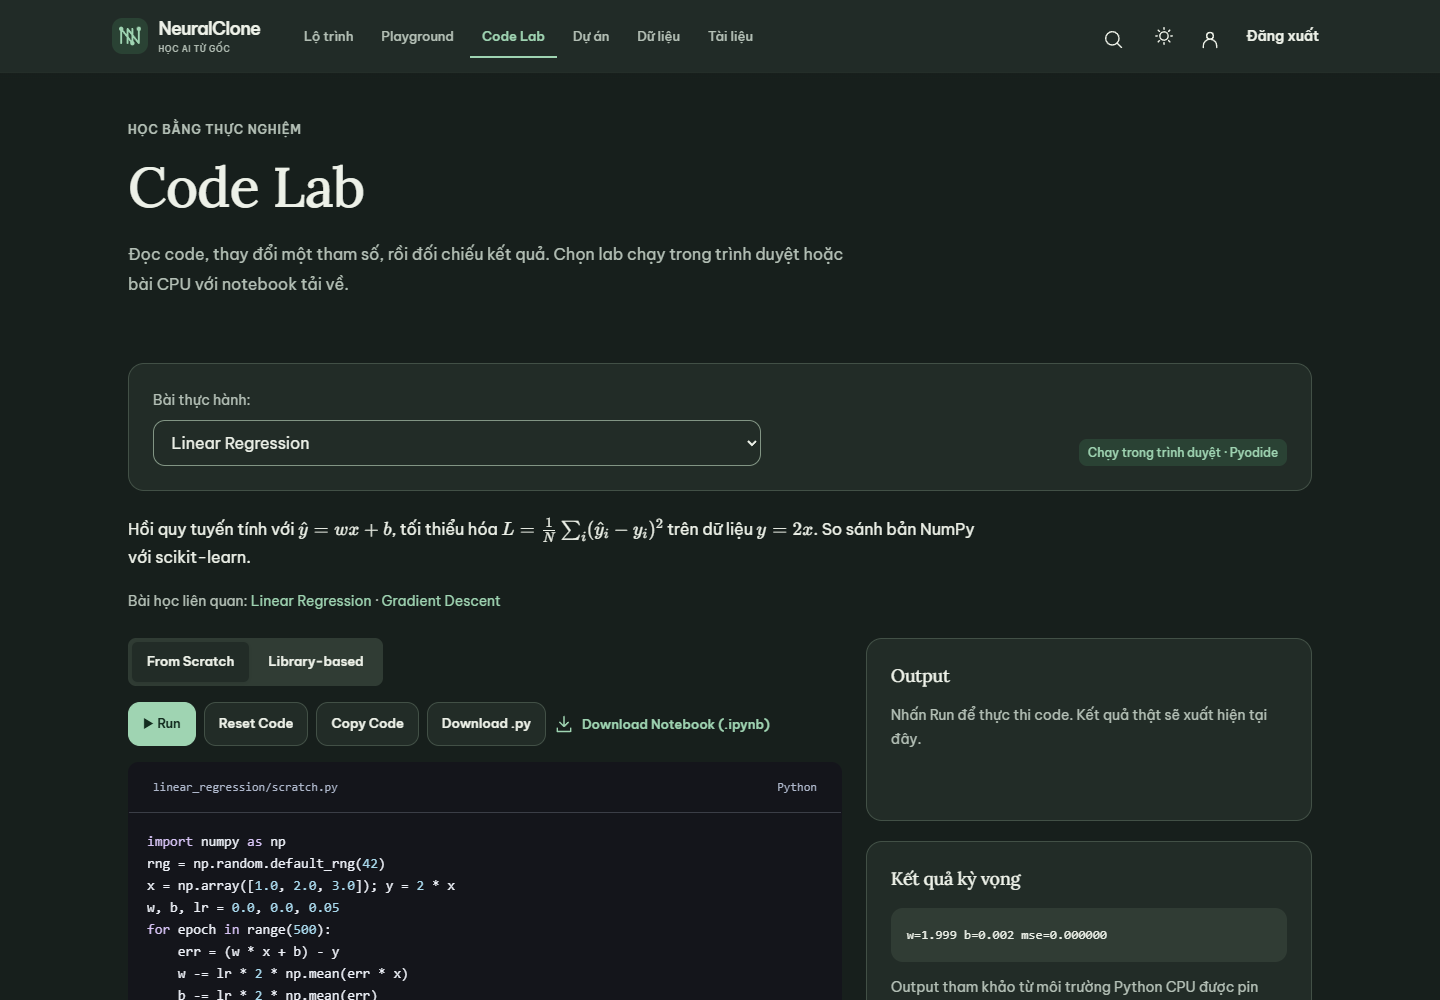 NeuralClone
HỌC AI TỪ GỐC
Lộ trình
Playground
Code Lab
Dự án
Dữ liệu
Tài liệu
Đăng xuất
HỌC BẰNG THỰC NGHIỆM
Code Lab
Đọc code, thay đổi một tham số, rồi đối chiếu kết quả. Chọn lab chạy trong trình duyệt hoặc
bài CPU với notebook tải về.
Bài thực hành:
Linear Regression
Chạy trong trình duyệt · Pyodide
Hồi quy tuyến tính với ŷ = wx + b, tối thiểu hóa L = 1/N ∑ᵢ(ŷᵢ − yᵢ)² trên dữ liệu y = 2x. So sánh bản NumPy
với scikit-learn.
Bài học liên quan: Linear Regression · Gradient Descent
From Scratch
Library-based
▶ Run
Reset Code
Copy Code
Download .py
Download Notebook (.ipynb)
linear_regression/scratch.py
Python
import numpy as np
rng = np.random.default_rng(42)
x = np.array([1.0, 2.0, 3.0]); y = 2 * x
w, b, lr = 0.0, 0.0, 0.05
for epoch in range(500):
    err = (w * x + b) - y
    w -= lr * 2 * np.mean(err * x)
    b -= lr * 2 * np.mean(err)
Output
Nhấn Run để thực thi code. Kết quả thật sẽ xuất hiện tại
đây.
Kết quả kỳ vọng
w=1.999 b=0.002 mse=0.000000
Output tham khảo từ môi trường Python CPU được pin